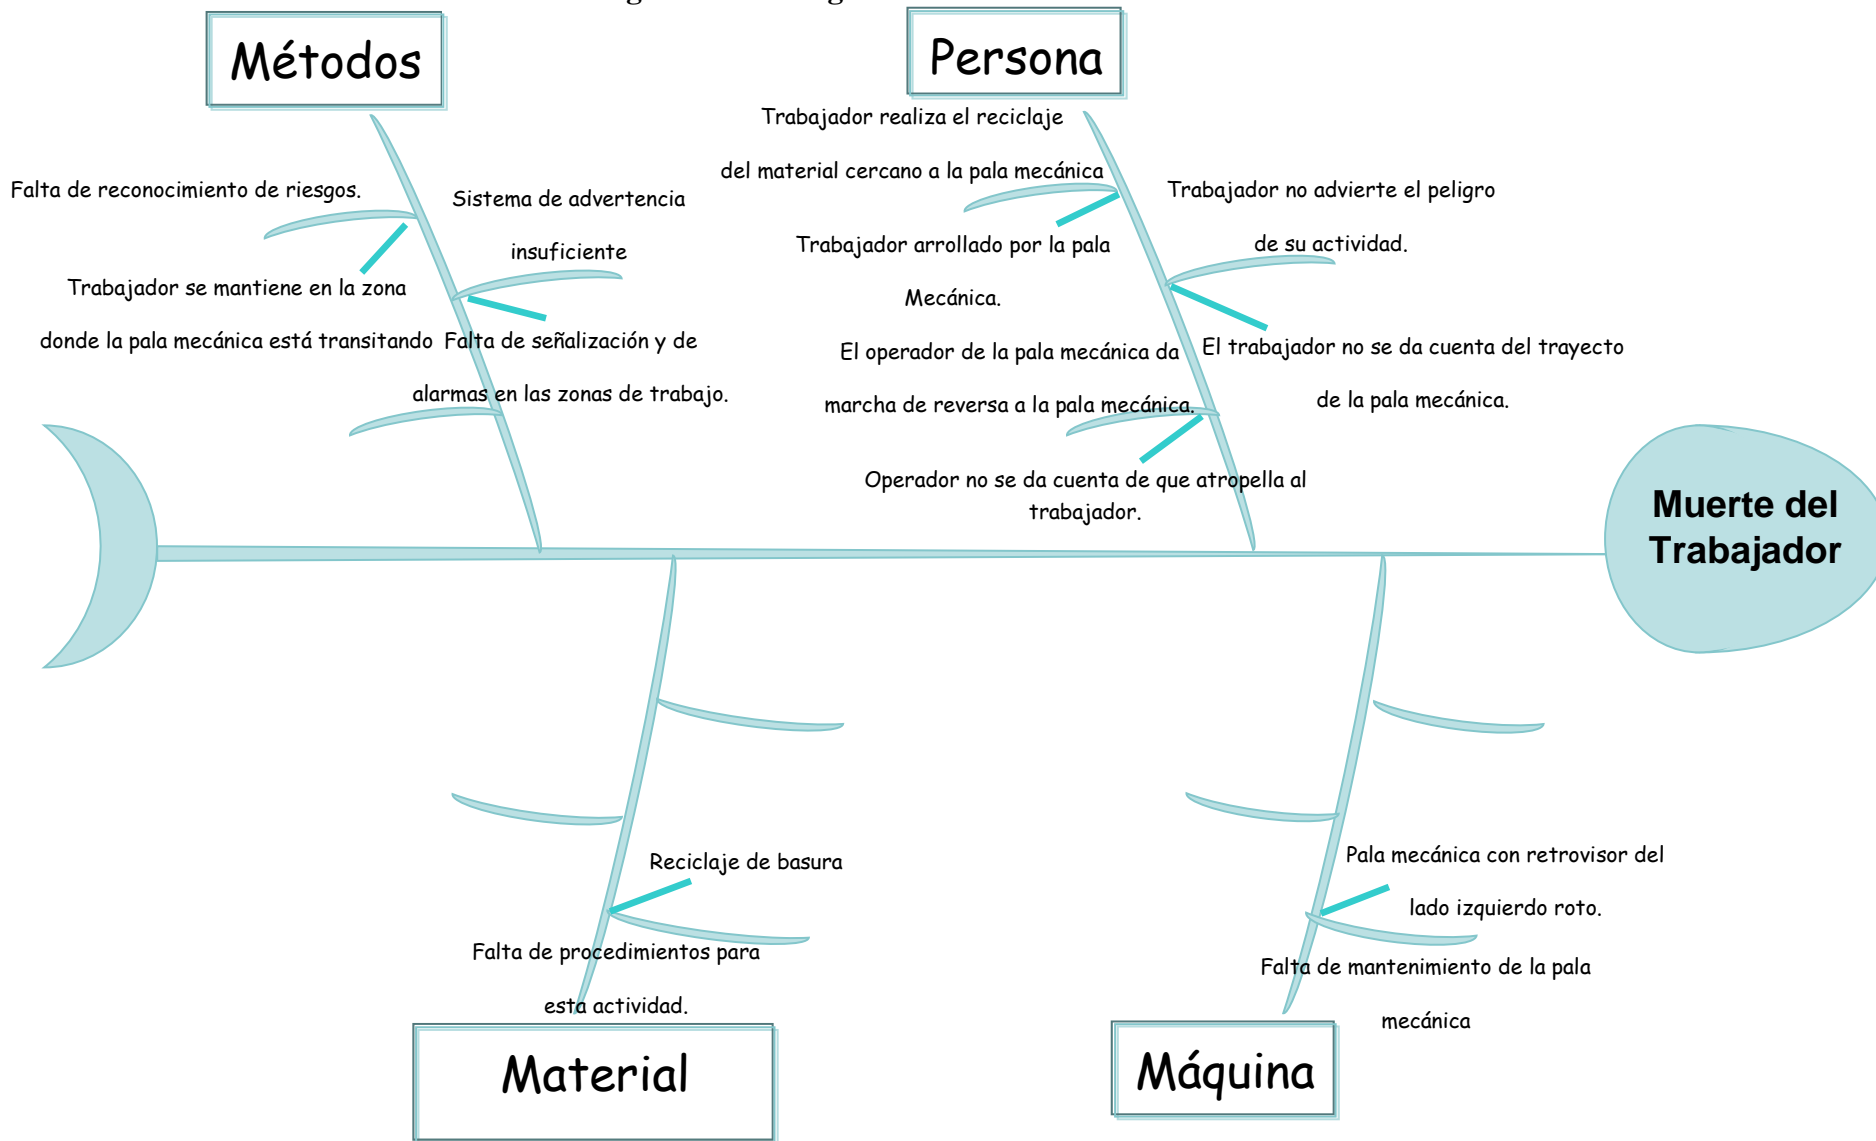 Métodos
Persona
Trabajador realiza el reciclaje
del material cercano a la pala mecánica
Falta de reconocimiento de riesgos.
Sistema de advertencia
insuficiente
Trabajador no advierte el peligro
de su actividad.
Trabajador arrollado por la pala
Mecánica.
Trabajador se mantiene en la zona
donde la pala mecánica está transitando
Falta de señalización y de
alarmas en las zonas de trabajo.
El operador de la pala mecánica da
marcha de reversa a la pala mecánica.
El trabajador no se da cuenta del trayecto
de la pala mecánica.
Operador no se da cuenta de que atropella al
trabajador.
Muerte del
Trabajador
Reciclaje de basura
Falta de procedimientos para
esta actividad.
Pala mecánica con retrovisor del
lado izquierdo roto.
Falta de mantenimiento de la pala
mecánica
Material
Máquina